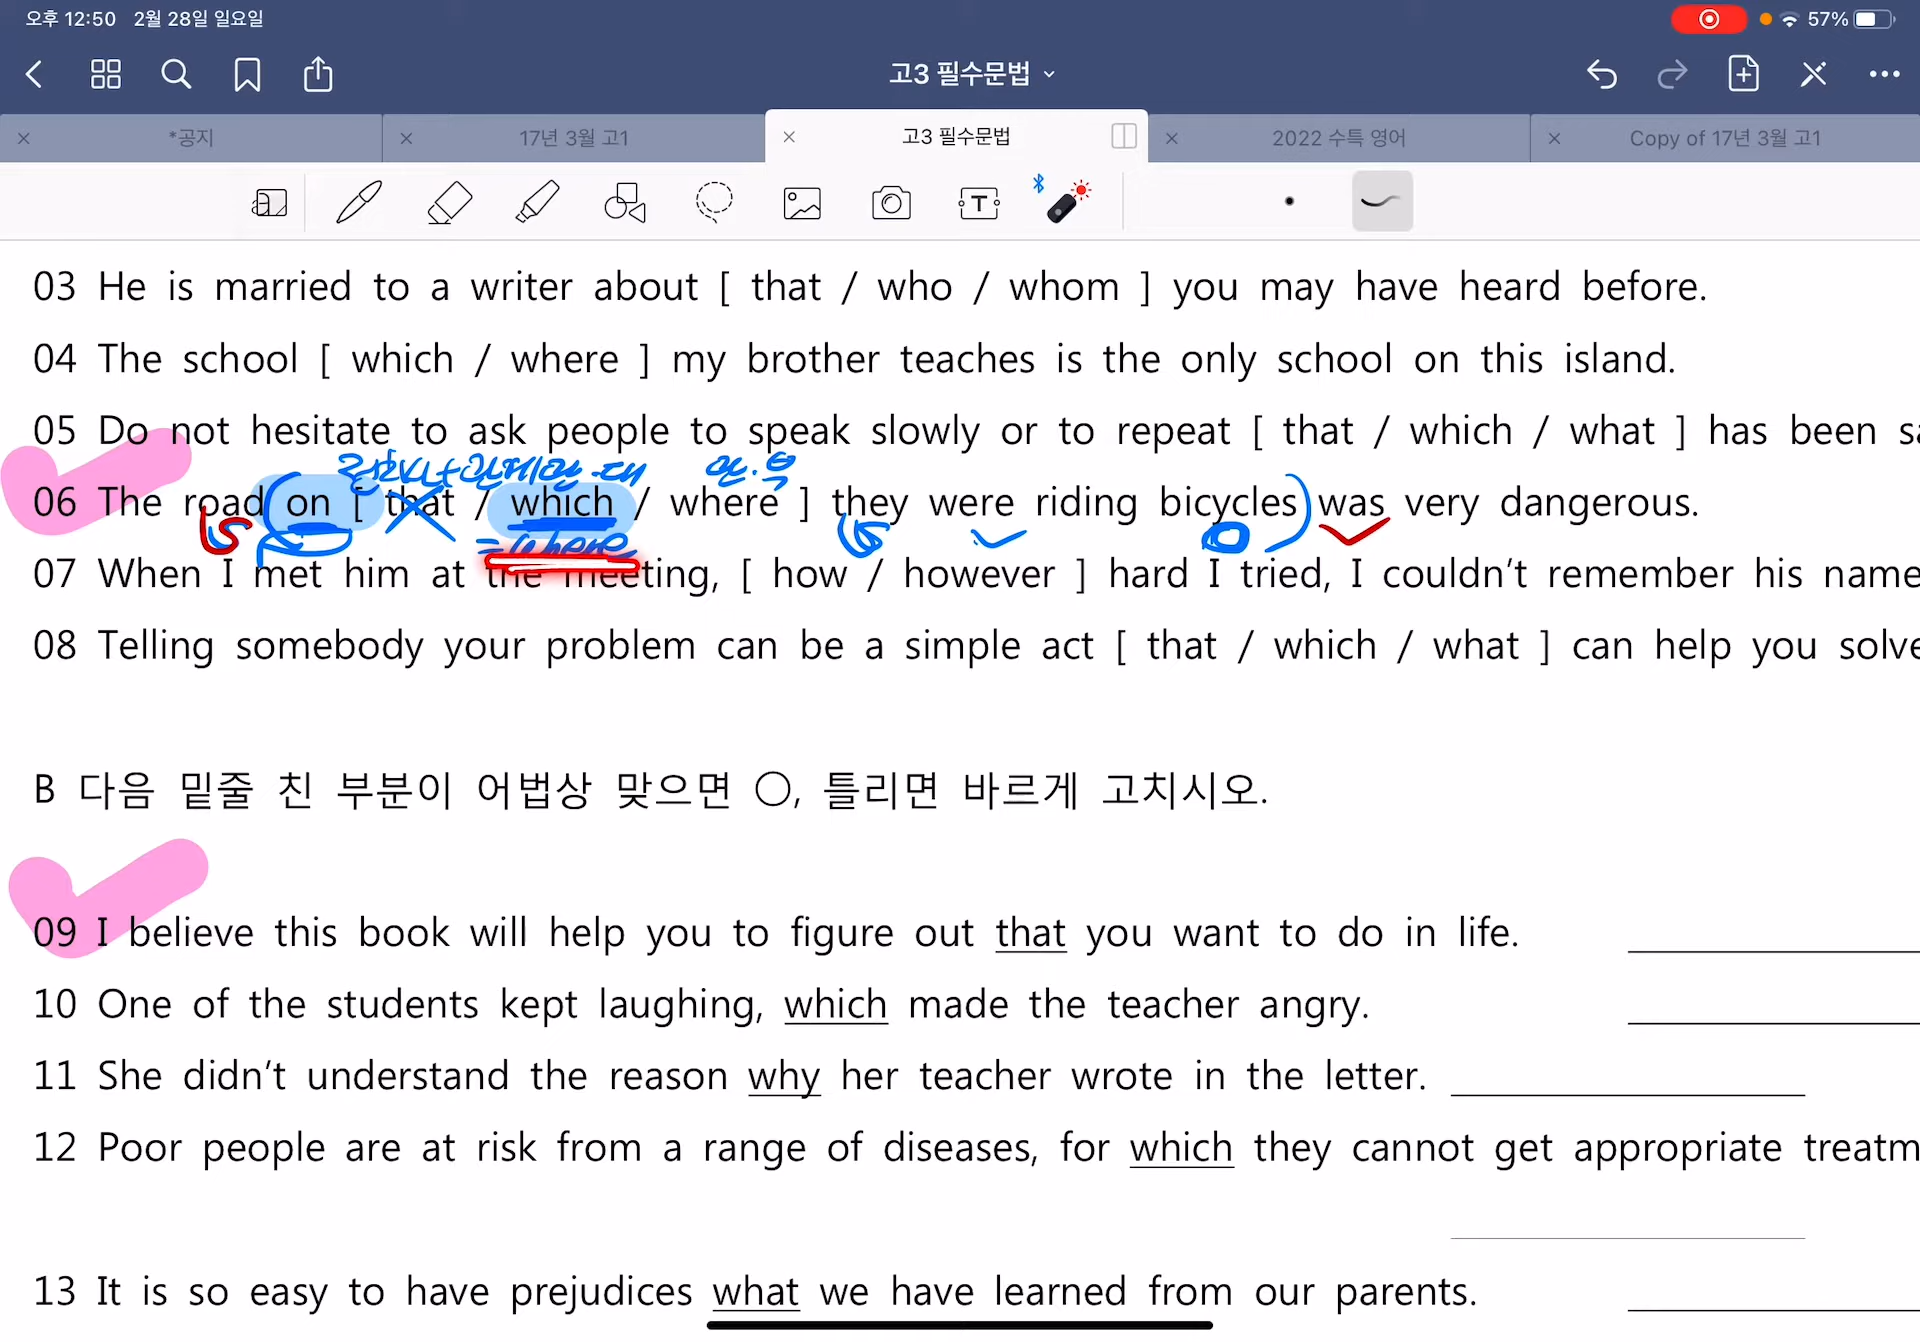 오후 12:50 2월 28일 일요일 57%
고3 필수문법
*공지 17년 3월 고1 고3 필수문법 2022 수특 영어 Copy of 17년 3월 고1
03 He is married to a writer about [ that / who / whom ] you may have heard before.
04 The school [ which / where ] my brother teaches is the only school on this island.
05 Do not hesitate to ask people to speak slowly or to repeat [ that / which / what ] has been
06 The road on [ that / which / where ] they were riding bicycles was very dangerous.
= where
07 When I met him at the meeting, [ how / however ] hard I tried, I couldn't remember his name
08 Telling somebody your problem can be a simple act [ that / which / what ] can help you solve
B 다음 밑줄 친 부분이 어법상 맞으면 ○, 틀리면 바르게 고치시오.
09 I believe this book will help you to figure out that you want to do in life.
10 One of the students kept laughing, which made the teacher angry.
11 She didn't understand the reason why her teacher wrote in the letter.
12 Poor people are at risk from a range of diseases, for which they cannot get appropriate treatm
13 It is so easy to have prejudices what we have learned from our parents.